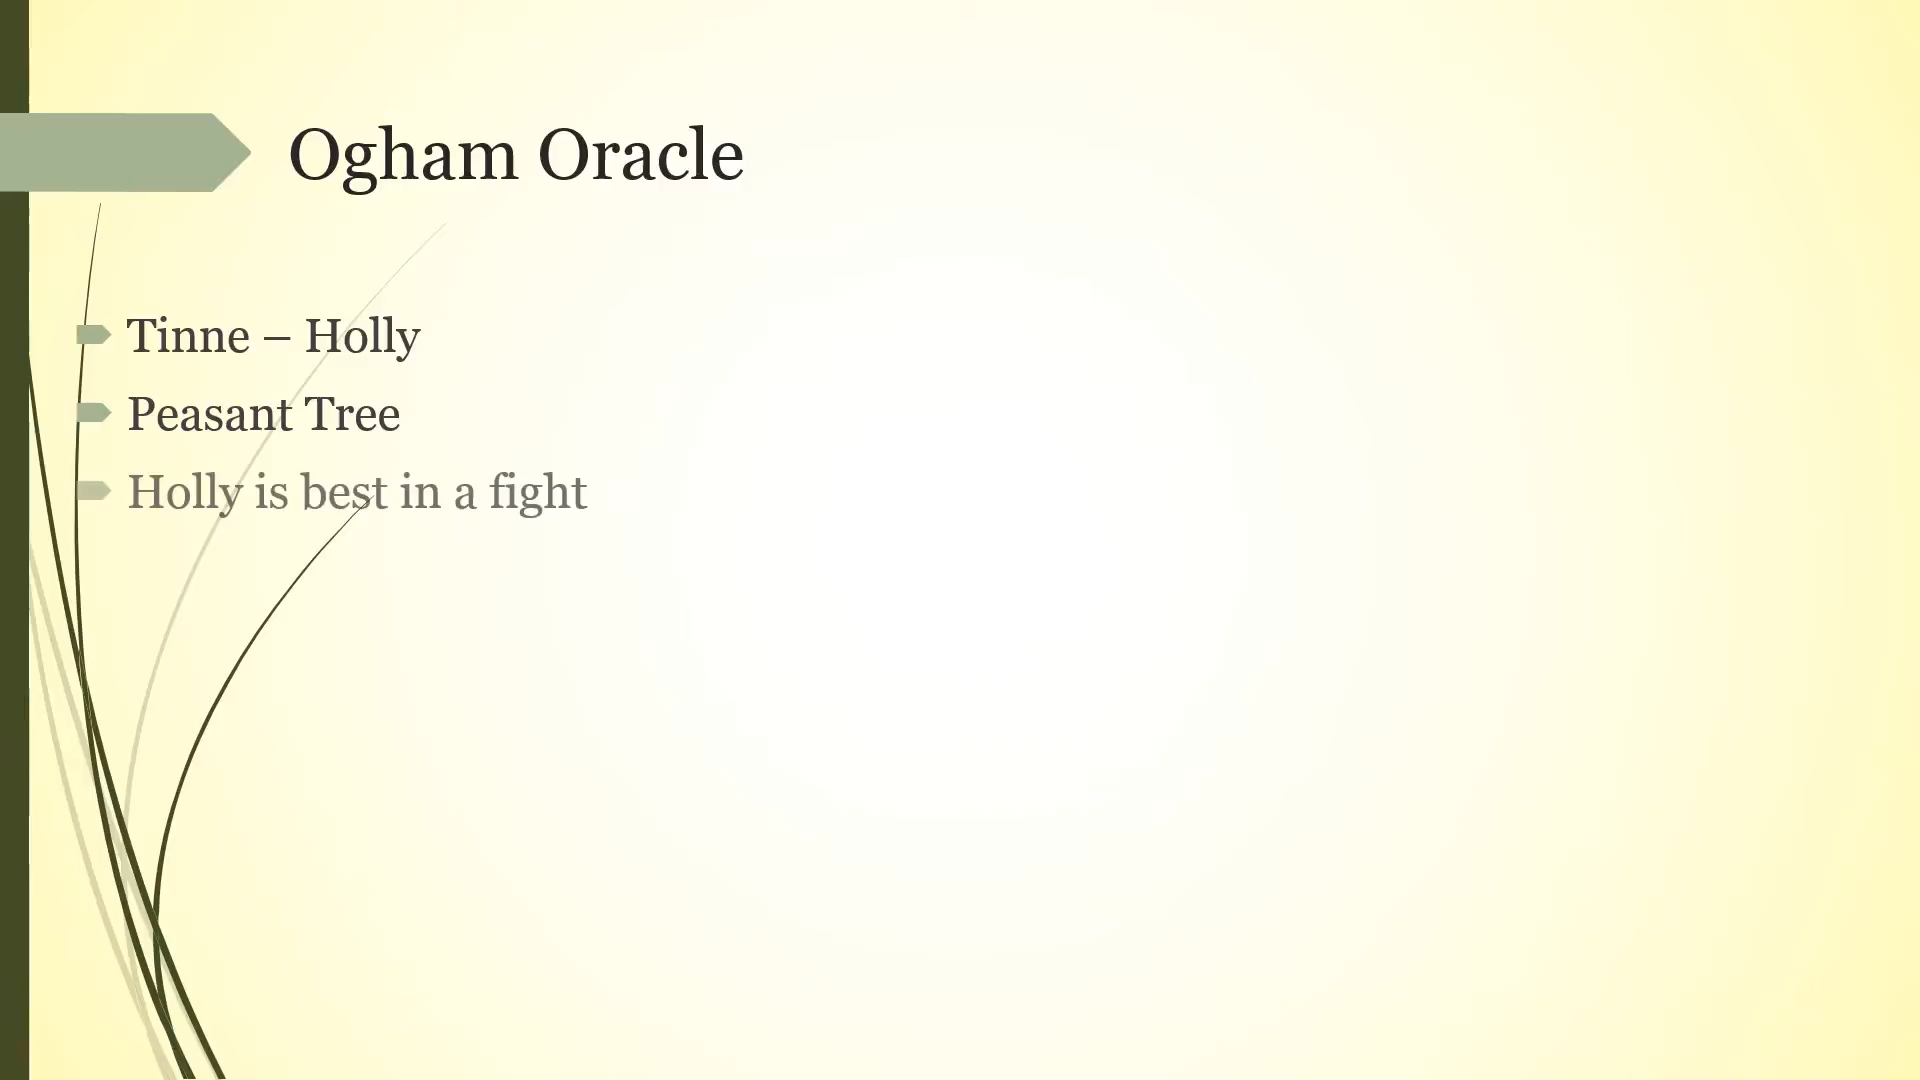 Ogham Oracle
Tinne – Holly
Peasant Tree
Holly is best in a fight